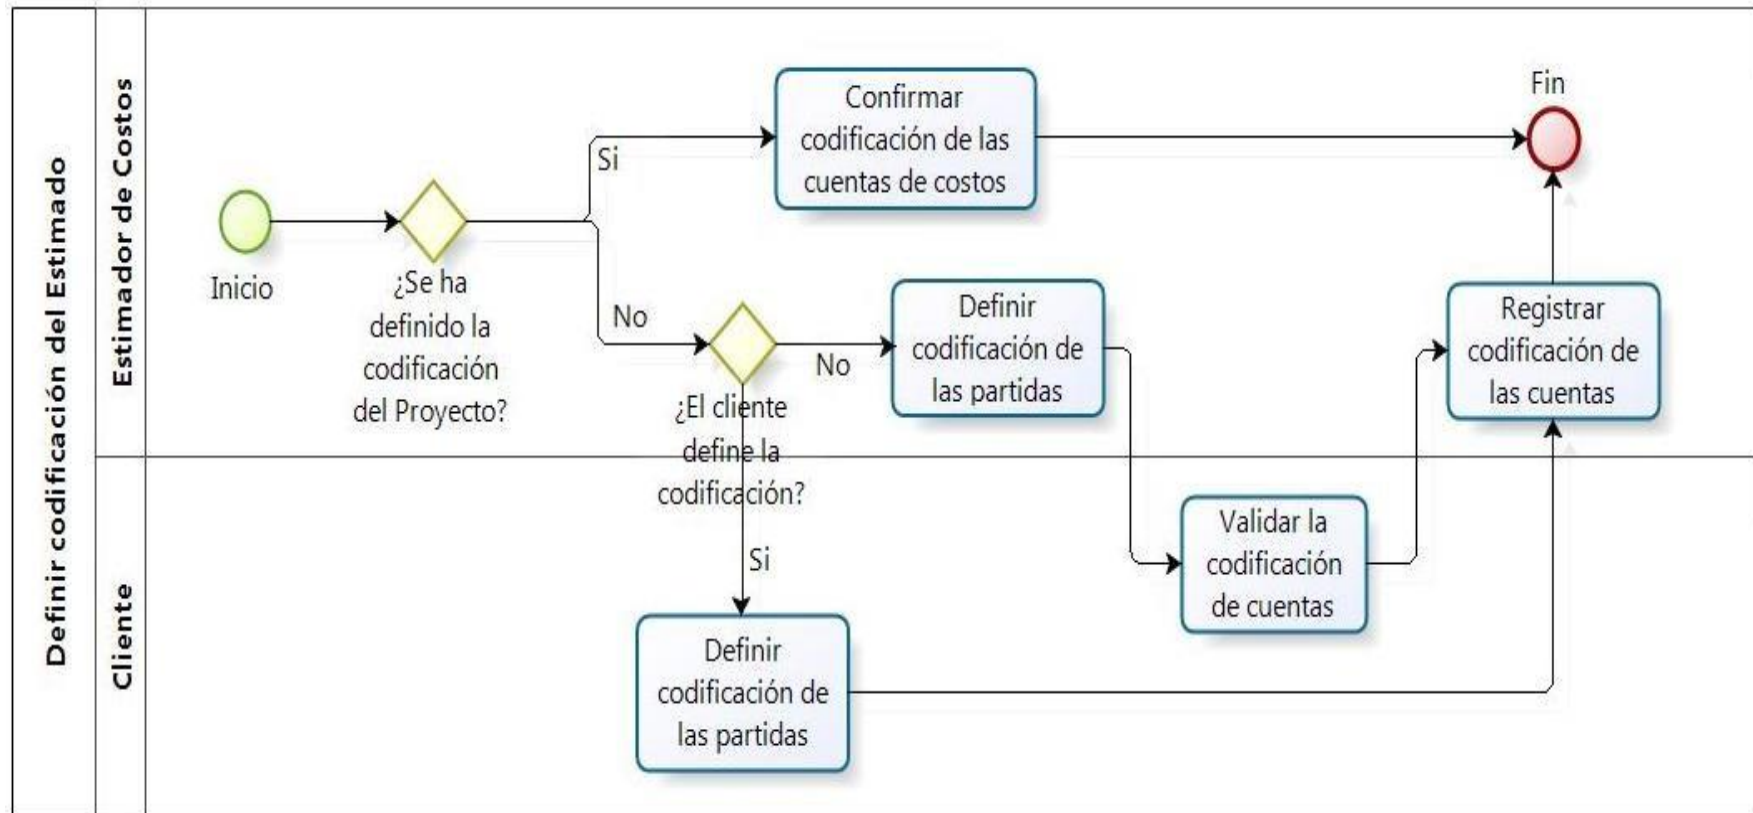 Definir codificación del Estimado
Estimador de Costos
Cliente
Inicio
¿Se ha
definido la
codificación
del Proyecto?
Si
No
Confirmar
codificación de las
cuentas de costos
Fin
¿El cliente
define la
codificación?
No
Si
Definir
codificación de
las partidas
Registrar
codificación de
las cuentas
Validar la
codificación
de cuentas
Definir
codificación de
las partidas